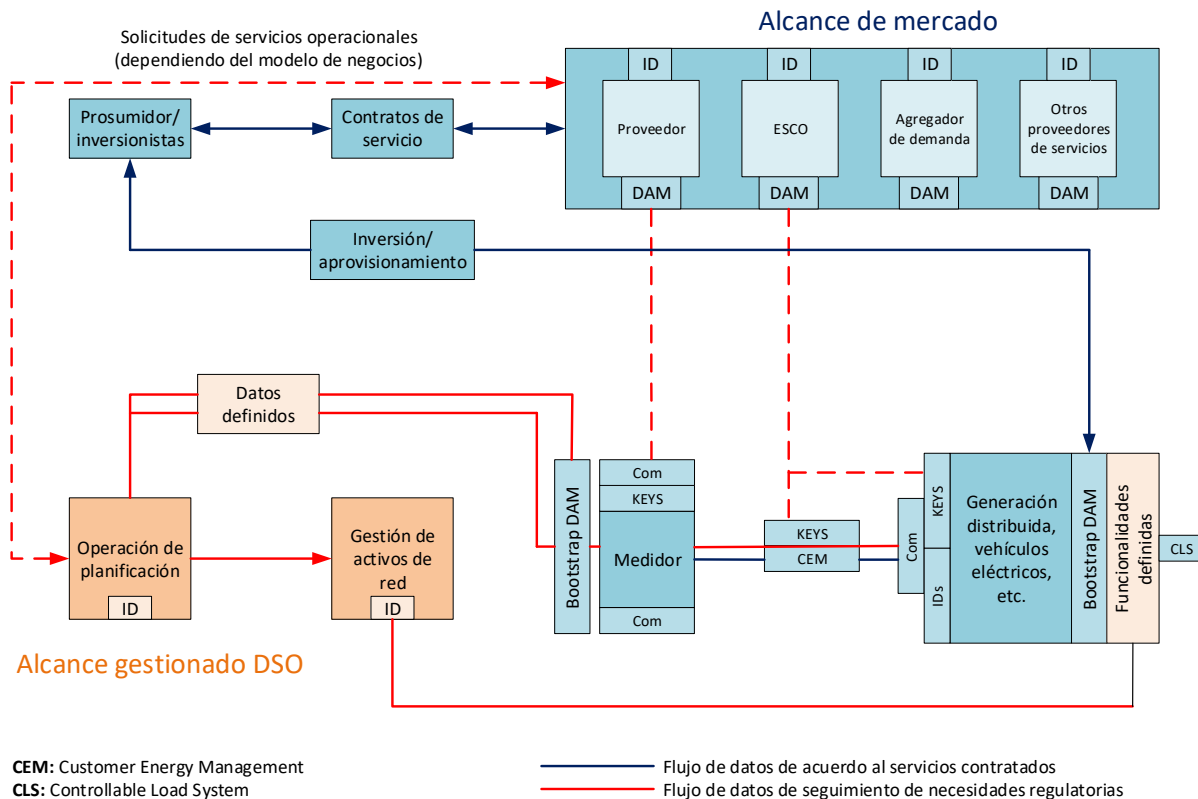 Alcance de mercado
Solicitudes de servicios operacionales
(dependiendo del modelo de negocios)
ID
ID
ID
ID
Proveedor
ESCO
Agregador
de demanda
Otros
proveedores
de servicios
DAM
DAM
DAM
DAM
Prosumidor/
inversionistas
Contratos de
servicio
Inversión/
aprovisionamiento
Datos
definidos
Operación de
planificación
ID
Gestión de
activos de
red
ID
Bootstrap DAM
Com
KEYS
Medidor
Com
KEYS
CEM
Com
KEYS
IDs
Generación
distribuida,
vehículos
eléctricos,
etc.
Bootstrap DAM
Funcionalidades
definidas
CLS
Alcance gestionado DSO
CEM: Customer Energy Management
CLS: Controllable Load System
Flujo de datos de acuerdo al servicios contratados
Flujo de datos de seguimiento de necesidades regulatorias